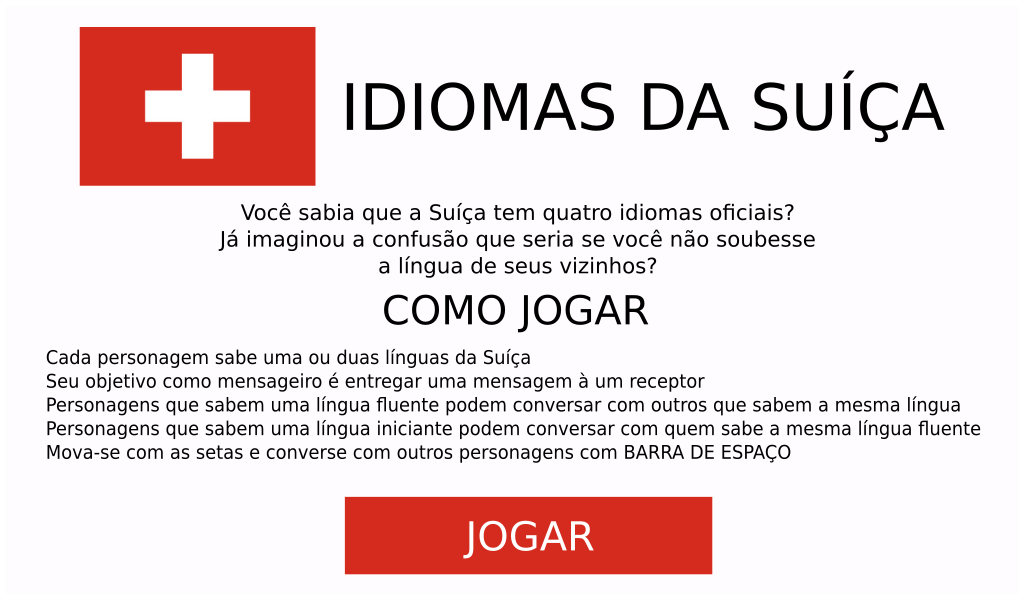 IDIOMAS DA SUÍÇA
Você sabia que a Suíça tem quatro idiomas oficiais?
Já imaginou a confusão que seria se você não soubesse
a língua de seus vizinhos?
COMO JOGAR
Cada personagem sabe uma ou duas línguas da Suíça
Seu objetivo como mensageiro é entregar uma mensagem à um receptor
Personagens que sabem uma língua fluente podem conversar com outros que sabem a mesma língua
Personagens que sabem uma língua iniciante podem conversar com quem sabe a mesma língua fluente
Mova-se com as setas e converse com outros personagens com BARRA DE ESPAÇO
JOGAR